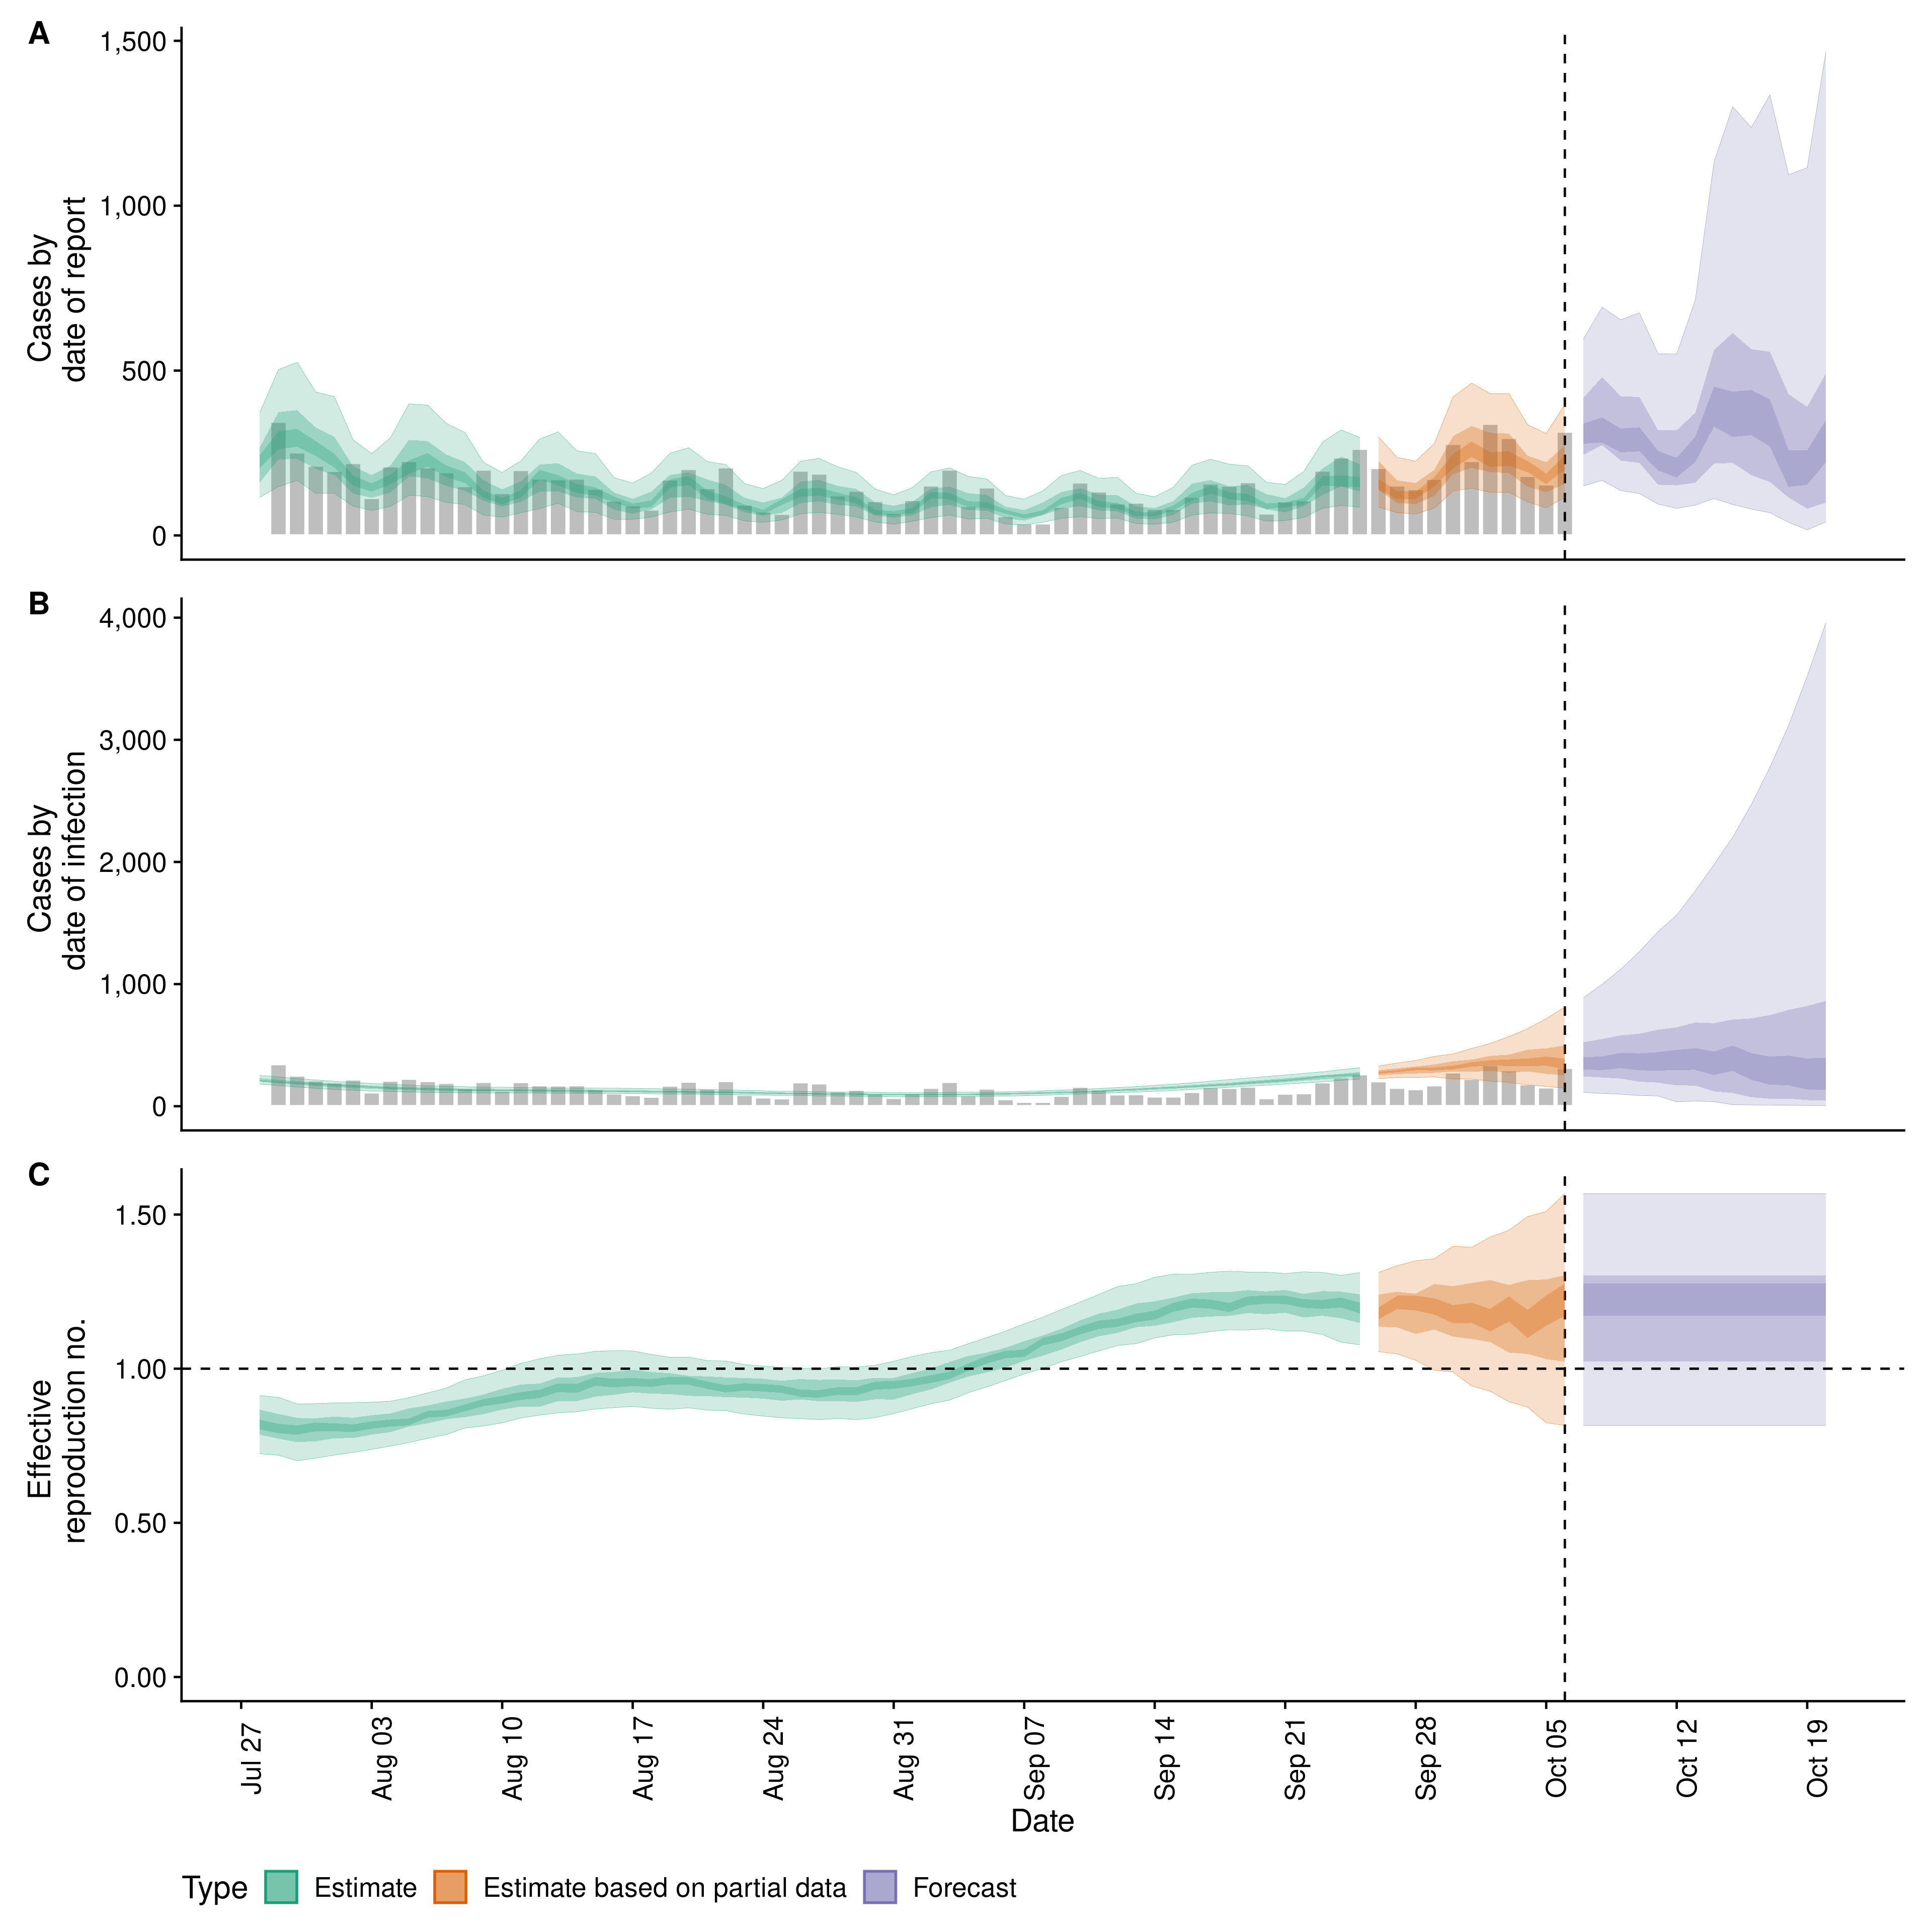 A
1,500
1,000
500
0
Cases by
date of report
B
4,000
3,000
2,000
1,000
0
Cases by
date of infection
C
1.50
1.00
0.50
0.00
Effective
reproduction no.
Jul 27
Aug 03
Aug 10
Aug 17
Aug 24
Aug 31
Sep 07
Sep 14
Sep 21
Sep 28
Oct 05
Oct 12
Oct 19
Date
Type Estimate Estimate based on partial data Forecast